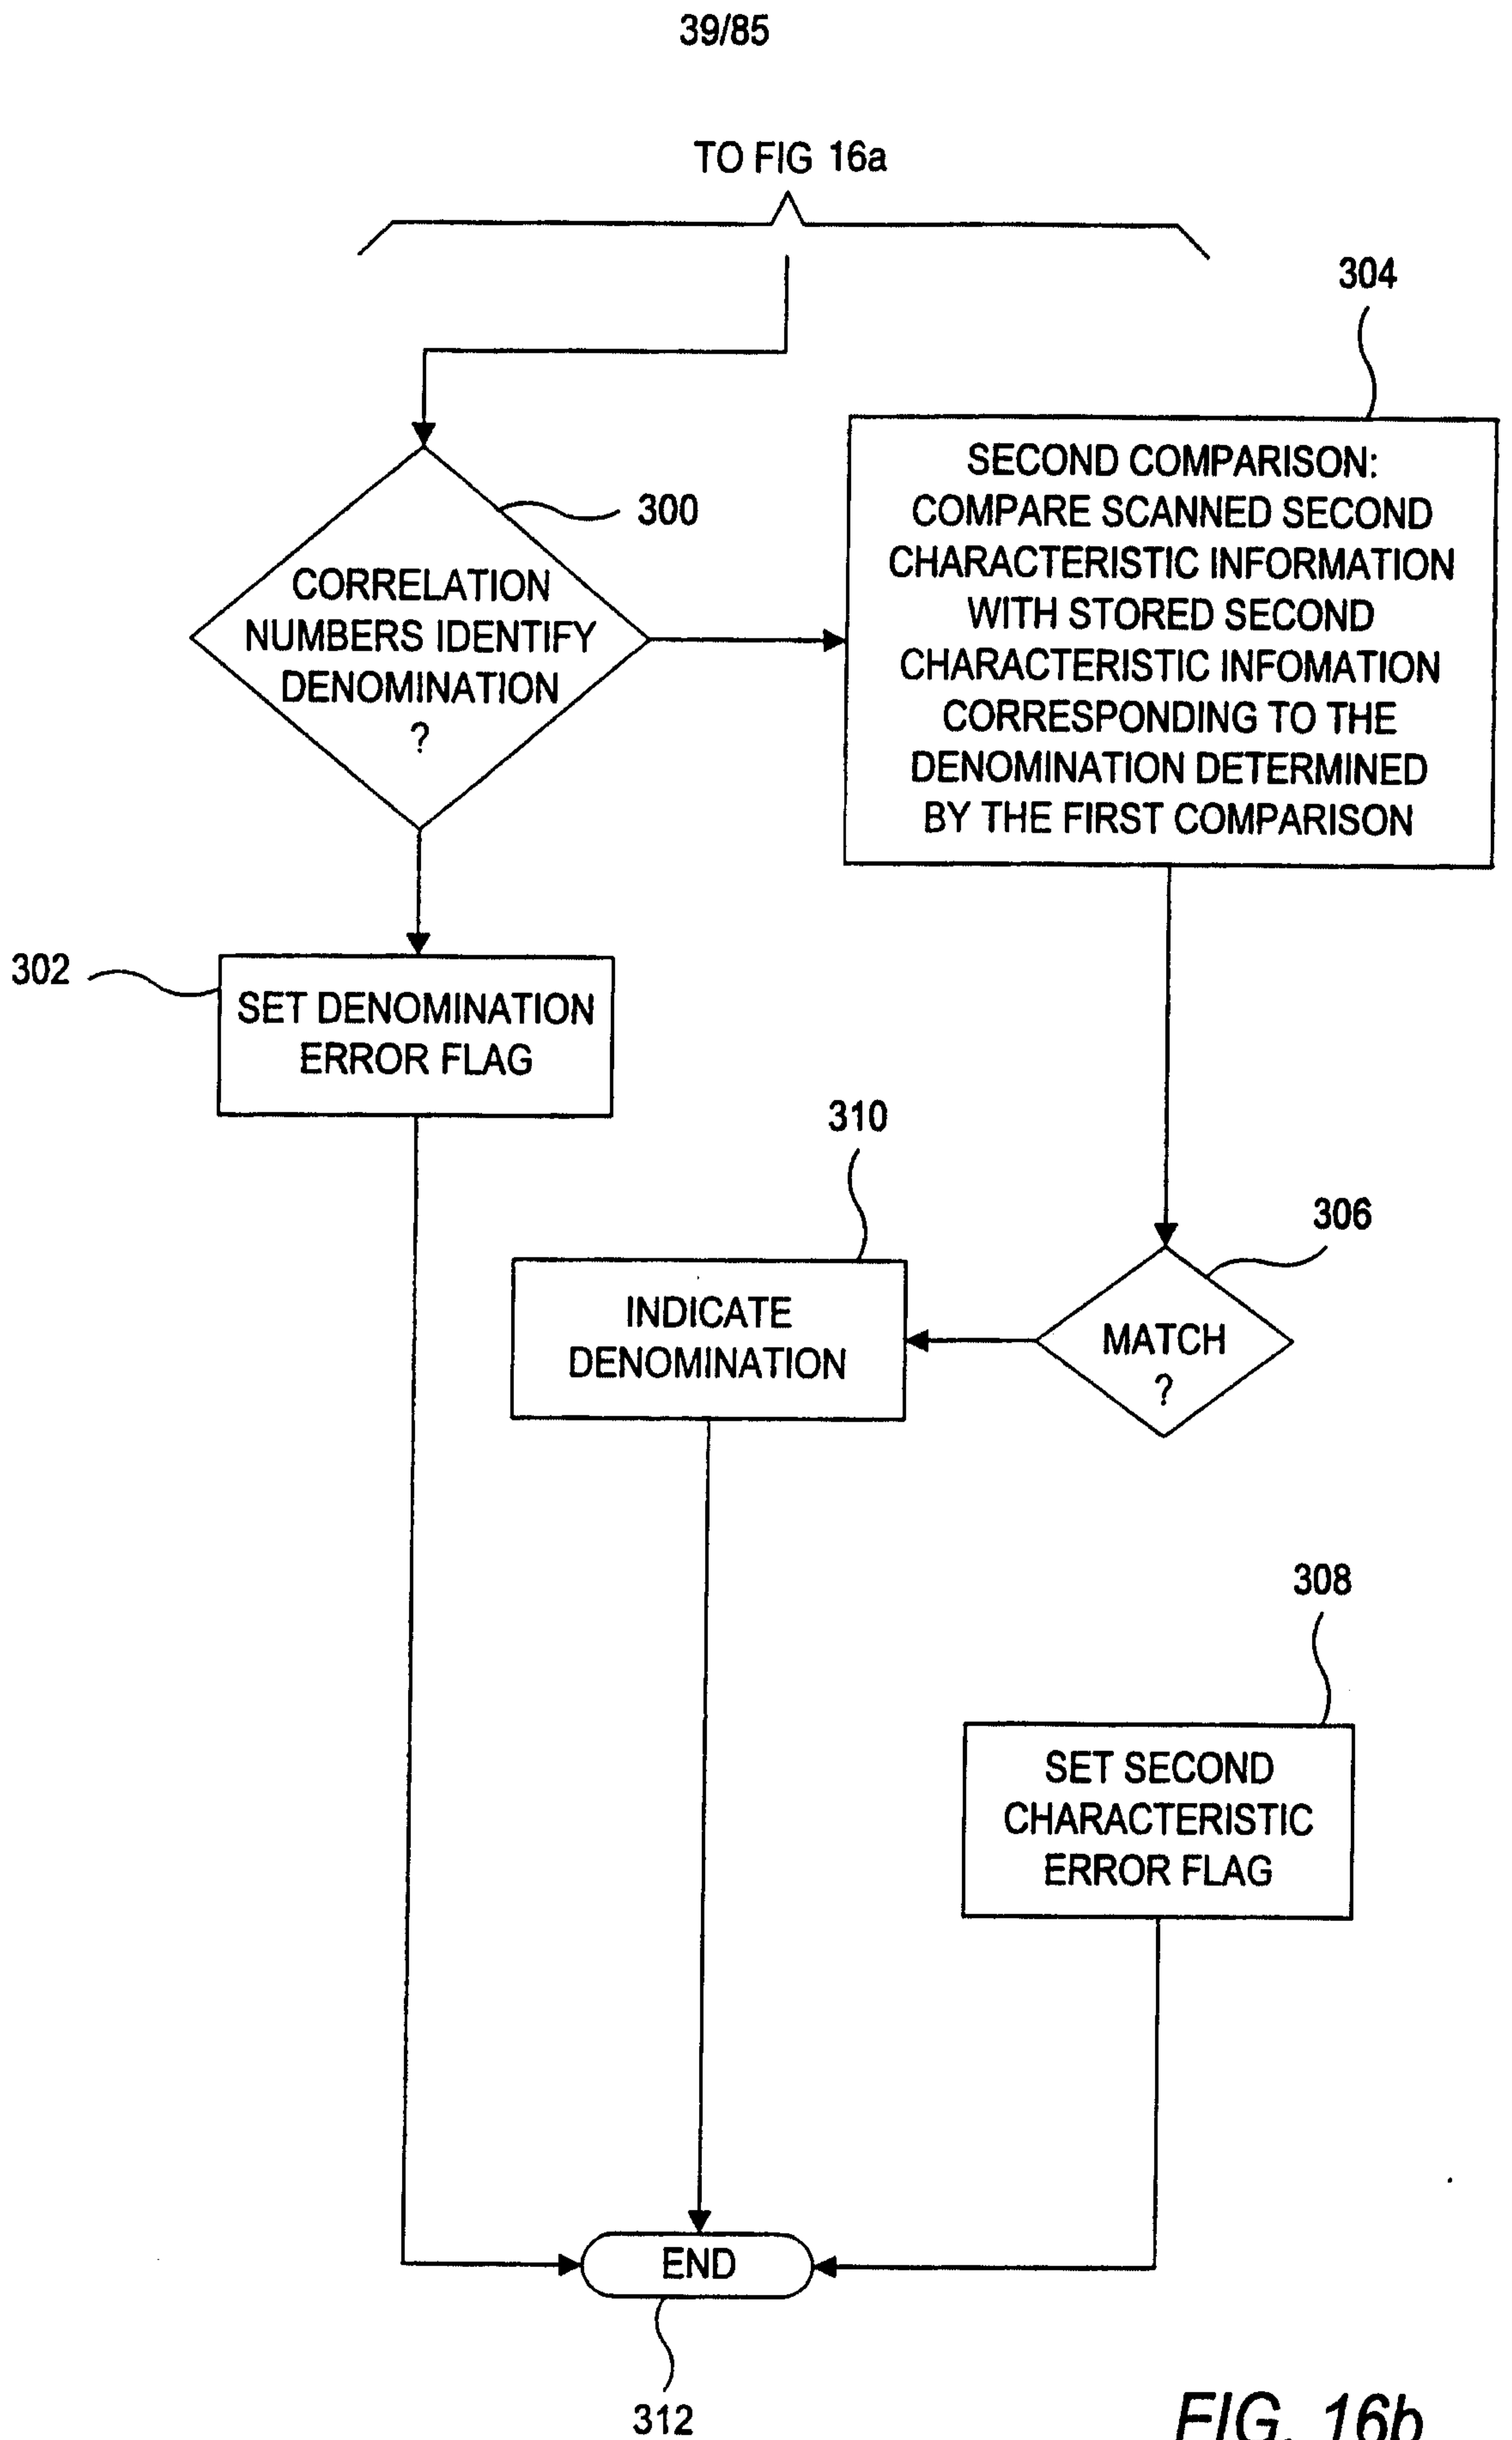 39/85
TO FIG 16a
304
300
CORRELATION
NUMBERS IDENTIFY
DENOMINATION
?
SECOND COMPARISON:
COMPARE SCANNED SECOND
CHARACTERISTIC INFORMATION
WITH STORED SECOND
CHARACTERISTIC INFOMATION
CORRESPONDING TO THE
DENOMINATION DETERMINED
BY THE FIRST COMPARISON
302
SET DENOMINATION
ERROR FLAG
310
INDICATE
DENOMINATION
306
MATCH
?
308
SET SECOND
CHARACTERISTIC
ERROR FLAG
END
312
FIG. 16b